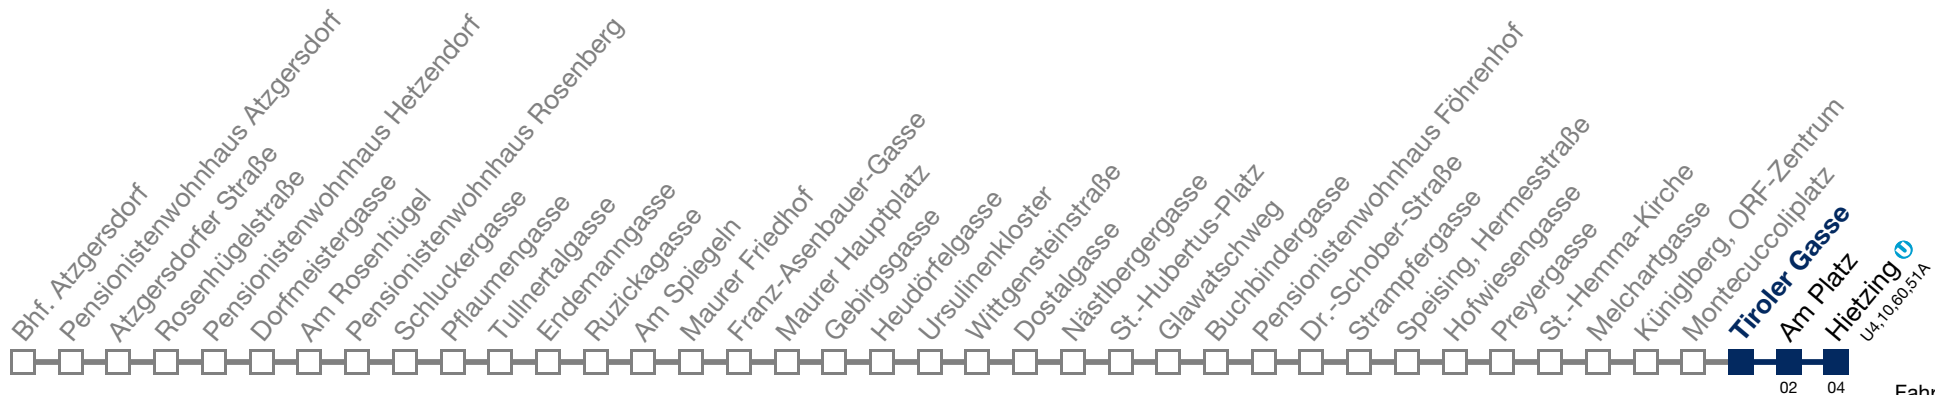 Bhf. Atzgersdorf
Pensionistenwohnhaus Atzgersdorf
Atzgersdorfer Straße
Rosenhügelstraße
Pensionistenwohnhaus Hetzendorf
Dorfmeistergasse
Am Rosenhügel
Pensionistenwohnhaus Rosenberg
Schluckergasse
Pflaumengasse
Tullnertalgasse
Endemanngasse
Ruzickagasse
Am Spiegeln
Maurer Friedhof
Franz-Asenbauer-Gasse
Maurer Hauptplatz
Gebirgsgasse
Heudörfelgasse
Ursulinenkloster
Wittgensteinstraße
Dostalgasse
Nästlbergergasse
St.-Hubertus-Platz
Glawatschweg
Buchbindergasse
Pensionistenwohnhaus Föhrenhof
Dr.-Schober-Straße
Strampfergasse
Speising, Hermesstraße
Hofwiesengasse
Preyergasse
St.-Hemma-Kirche
Melchartgasse
Küniglberg, ORF-Zentrum
Montecuccoliplatz
Tiroler Gasse
Am Platz
Hietzing U
U4,10,60,51A
02 04
Fahr